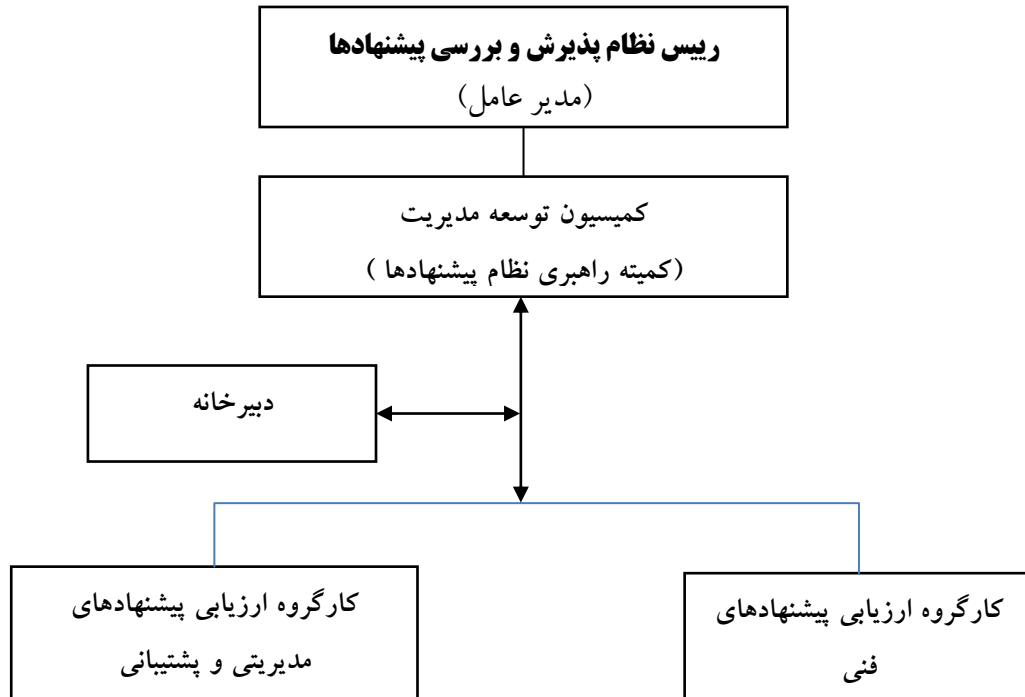 رییس نظام پذیرش و بررسی پیشنهادها
(مدیر عامل)
کمیسیون توسعه مدیریت
(کمیته راهبری نظام پیشنهادها )
دبیرخانه
کارگروه ارزیابی پیشنهادهای
فنی
کارگروه ارزیابی پیشنهادهای
مدیریتی و پشتیبانی